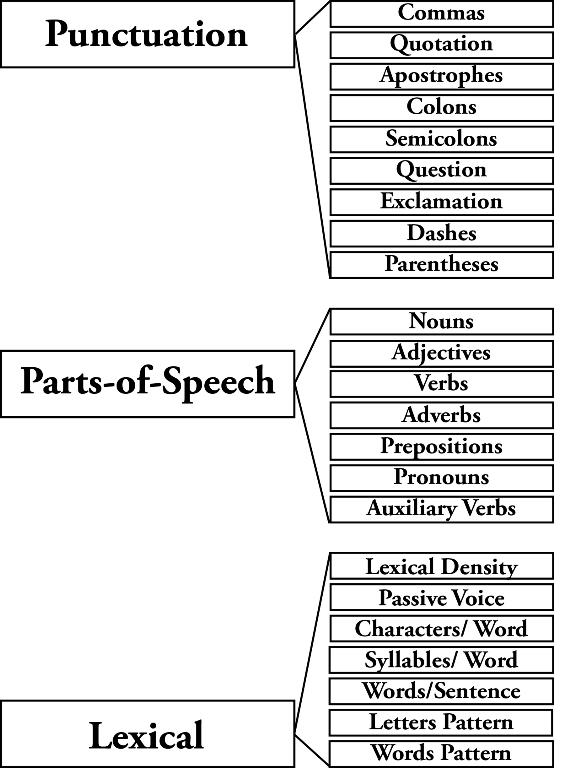 Punctuation
Commas
Quotation
Apostrophes
Colons
Semicolons
Question
Exclamation
Dashes
Parentheses
Parts-of-Speech
Nouns
Adjectives
Verbs
Adverbs
Prepositions
Pronouns
Auxiliary Verbs
Lexical
Lexical Density
Passive Voice
Characters/ Word
Syllables/ Word
Words/Sentence
Letters Pattern
Words Pattern